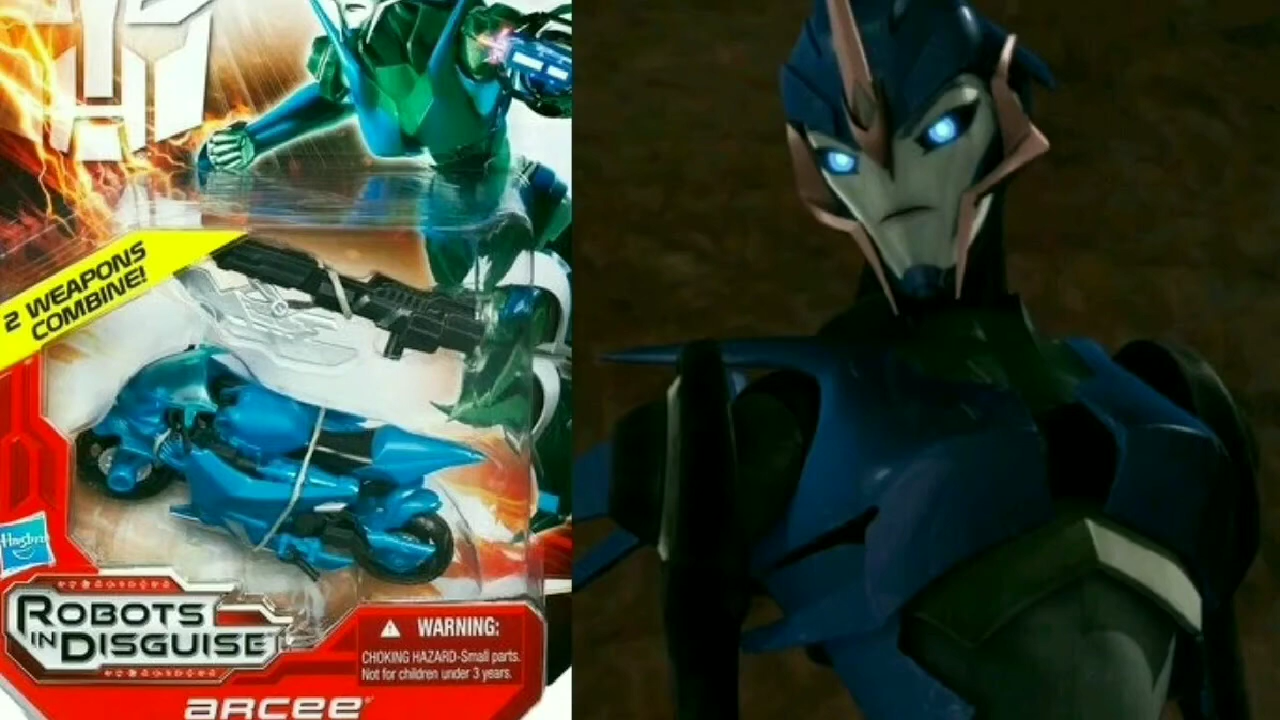 2 WEAPONS
COMBINE!
Hasbro
ROBOTS
IN DISGUISE
WARNING:
CHOKING HAZARD-Small parts.
Not for children under 3 years.
ARCEE